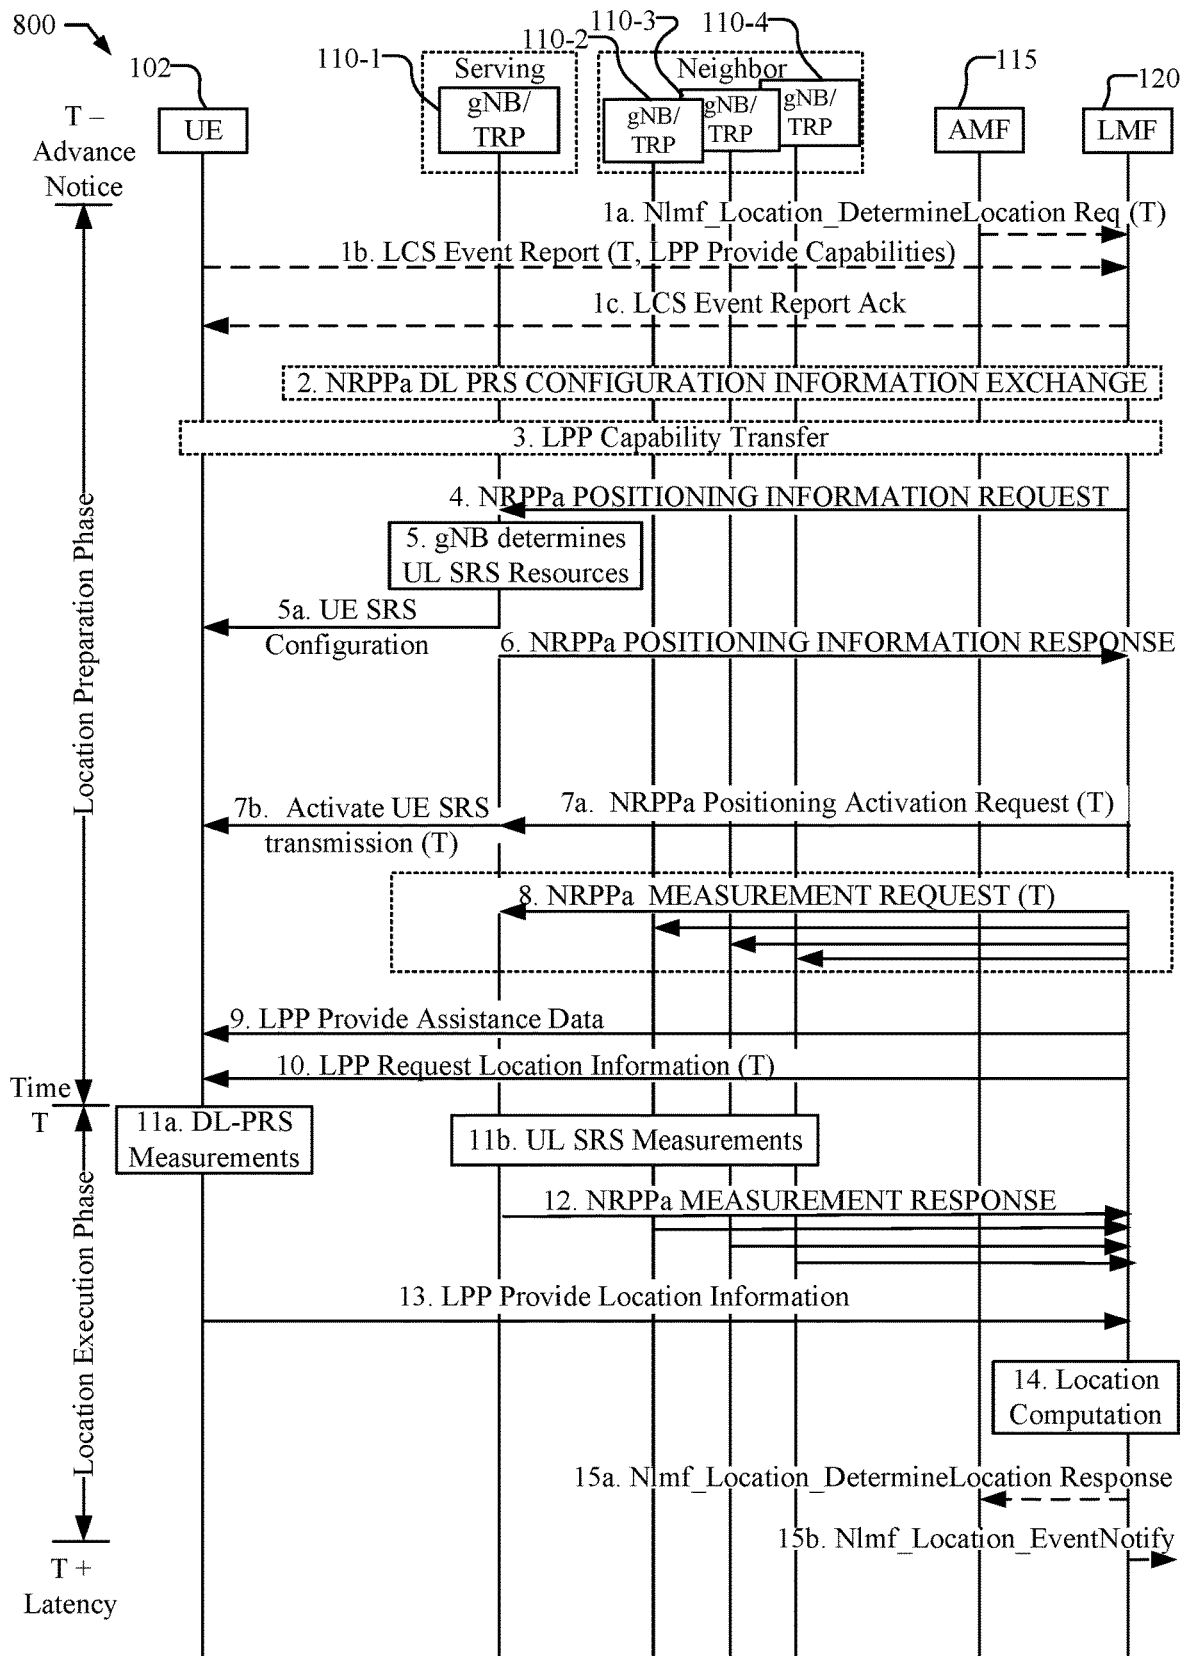 800
110-3
110-4
110-2
102
110-1
115
120
Serving
Neighbor
T –
Advance
Notice
UE
gNB/
TRP
gNB/
TRP
gNB/
TRP
gNB/
TRP
AMF
LMF
1a. Nlmf_Location_DetermineLocation Req (T)
1b. LCS Event Report (T, LPP Provide Capabilities)
1c. LCS Event Report Ack
2. NRPPa DL PRS CONFIGURATION INFORMATION EXCHANGE
3. LPP Capability Transfer
Location Preparation Phase
4. NRPPa POSITIONING INFORMATION REQUEST
5. gNB determines
UL SRS Resources
5a. UE SRS
Configuration
6. NRPPa POSITIONING INFORMATION RESPONSE
7b. Activate UE SRS
transmission (T)
7a. NRPPa Positioning Activation Request (T)
8. NRPPa MEASUREMENT REQUEST (T)
9. LPP Provide Assistance Data
10. LPP Request Location Information (T)
Time
T
11a. DL-PRS
Measurements
11b. UL SRS Measurements
Location Execution Phase
12. NRPPa MEASUREMENT RESPONSE
13. LPP Provide Location Information
14. Location
Computation
15a. Nlmf_Location_DetermineLocation Response
15b. Nlmf_Location_EventNotify
T +
Latency